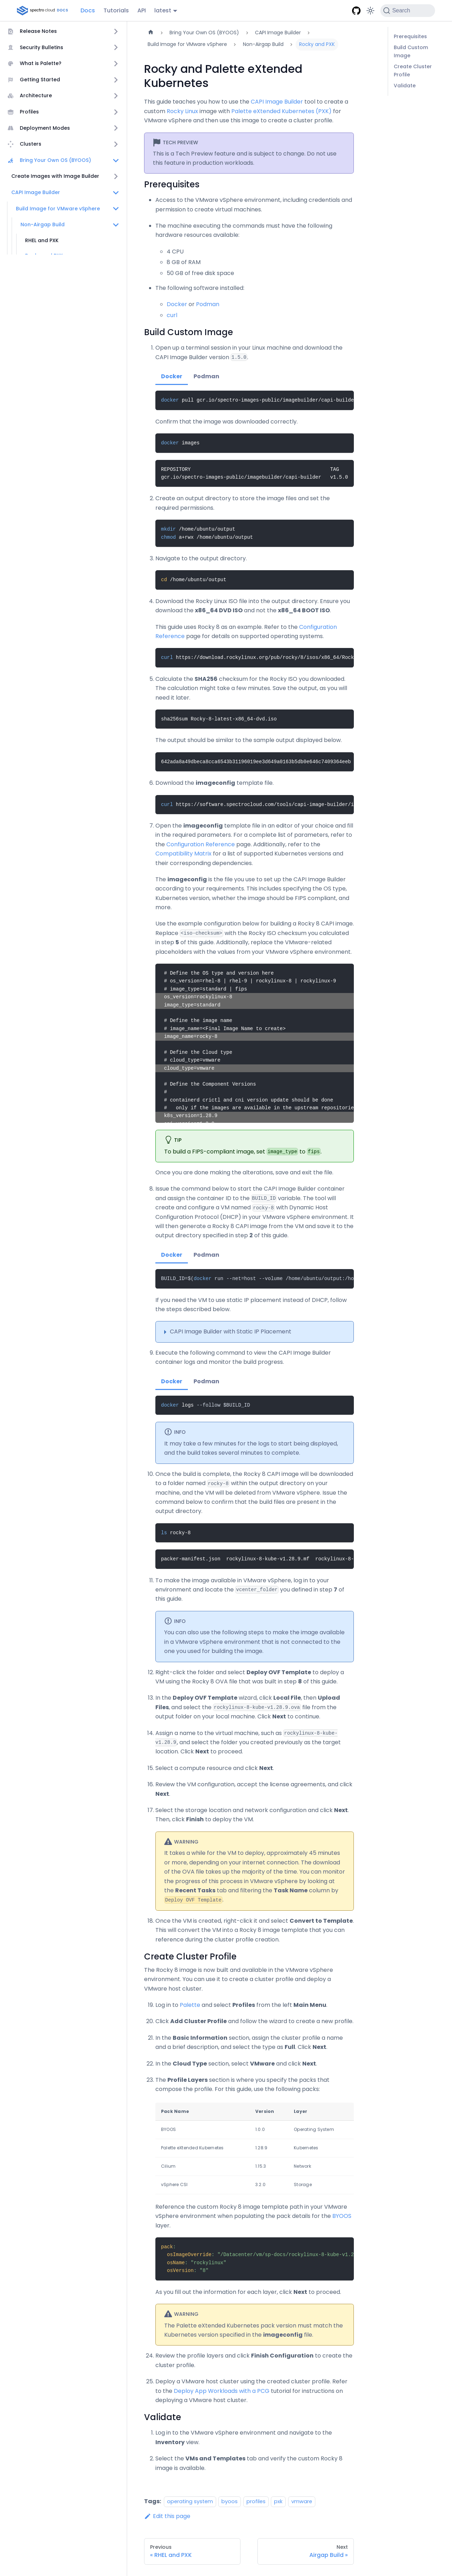 spectro cloud DOCS
Docs
Tutorials
API
latest
Search
Release Notes
Security Bulletins
What is Palette?
Getting Started
Architecture
Profiles
Deployment Modes
Clusters
Bring Your Own OS (BYOOS)
Create Images with Image Builder
CAPI Image Builder
Build Image for VMware vSphere
Non-Airgap Build
RHEL and PXK
Bring Your Own OS (BYOOS)
CAPI Image Builder
Build Image for VMware vSphere
Non-Airgap Build
Rocky and PXK
Prerequisites
Build Custom Image
Create Cluster Profile
Validate
Rocky and Palette eXtended Kubernetes
This guide teaches you how to use the CAPI Image Builder tool to create a
custom Rocky Linux image with Palette eXtended Kubernetes (PXK) for
VMware vSphere and then use this image to create a cluster profile.
TECH PREVIEW
This is a Tech Preview feature and is subject to change. Do not use
this feature in production workloads.
Prerequisites
Access to the VMware vSphere environment, including credentials and
permission to create virtual machines.
The machine executing the commands must have the following
hardware resources available:
4 CPU
8 GB of RAM
50 GB of free disk space
The following software installed:
Docker or Podman
curl
Build Custom Image
1. Open up a terminal session in your Linux machine and download the
CAPI Image Builder version 1.5.0.
Docker Podman
docker pull gcr.io/spectro-images-public/imagebuilder/capi-builde
Confirm that the image was downloaded correctly.
docker images
REPOSITORY TAG
gcr.io/spectro-images-public/imagebuilder/capi-builder v1.5.0
2. Create an output directory to store the image files and set the
required permissions.
mkdir /home/ubuntu/output
chmod a+rwx /home/ubuntu/output
3. Navigate to the output directory.
cd /home/ubuntu/output
4. Download the Rocky Linux ISO file into the output directory. Ensure you
download the x86_64 DVD ISO and not the x86_64 BOOT ISO.
This guide uses Rocky 8 as an example. Refer to the Configuration
Reference page for details on supported operating systems.
curl https://download.rockylinux.org/pub/rocky/8/isos/x86_64/Rock
5. Calculate the SHA256 checksum for the Rocky ISO you downloaded.
The calculation might take a few minutes. Save the output, as you will
need it later.
sha256sum Rocky-8-latest-x86_64-dvd.iso
The output should be similar to the sample output displayed below.
642ada8a49dbeca8cca6543b31196019ee3d649a0163b5db0e646c7409364eeb
6. Download the imageconfig template file.
curl https://software.spectrocloud.com/tools/capi-image-builder/i
7. Open the imageconfig template file in an editor of your choice and fill
in the required parameters. For a complete list of parameters, refer to
the Configuration Reference page. Additionally, refer to the
Compatibility Matrix for a list of supported Kubernetes versions and
their corresponding dependencies.
The imageconfig is the file you use to set up the CAPI Image Builder
according to your requirements. This includes specifying the OS type,
Kubernetes version, whether the image should be FIPS compliant, and
more.
Use the example configuration below for building a Rocky 8 CAPI image.
Replace <iso-checksum> with the Rocky ISO checksum you calculated
in step 5 of this guide. Additionally, replace the VMware-related
placeholders with the values from your VMware vSphere environment.
# Define the OS type and version here
# os_version=rhel-8 | rhel-9 | rockylinux-8 | rockylinux-9
# image_type=standard | fips
os_version=rockylinux-8
image_type=standard
# Define the image name
# image_name=<Final Image Name to create>
image_name=rocky-8
# Define the Cloud type
# cloud_type=vmware
cloud_type=vmware
# Define the Component Versions
#
# containerd crictl and cni version update should be done
# only if the images are available in the upstream repositorie
k8s_version=1.28.9
TIP
To build a FIPS-compliant image, set image_type to fips.
Once you are done making the alterations, save and exit the file.
8. Issue the command below to start the CAPI Image Builder container
and assign the container ID to the BUILD_ID variable. The tool will
create and configure a VM named rocky-8 with Dynamic Host
Configuration Protocol (DHCP) in your VMware vSphere environment. It
will then generate a Rocky 8 CAPI image from the VM and save it to the
output directory specified in step 2 of this guide.
Docker Podman
BUILD_ID=$(docker run --net=host --volume /home/ubuntu/output:/ho
If you need the VM to use static IP placement instead of DHCP, follow
the steps described below.
CAPI Image Builder with Static IP Placement
9. Execute the following command to view the CAPI Image Builder
container logs and monitor the build progress.
Docker Podman
docker logs --follow $BUILD_ID
INFO
It may take a few minutes for the logs to start being displayed,
and the build takes several minutes to complete.
10. Once the build is complete, the Rocky 8 CAPI image will be downloaded
to a folder named rocky-8 within the output directory on your
machine, and the VM will be deleted from VMware vSphere. Issue the
command below to confirm that the build files are present in the
output directory.
ls rocky-8
packer-manifest.json rockylinux-8-kube-v1.28.9.mf rockylinux-8-
11. To make the image available in VMware vSphere, log in to your
environment and locate the vcenter_folder you defined in step 7 of
this guide.
INFO
You can also use the following steps to make the image available
in a VMware vSphere environment that is not connected to the
one you used for building the image.
12. Right-click the folder and select Deploy OVF Template to deploy a
VM using the Rocky 8 OVA file that was built in step 8 of this guide.
13. In the Deploy OVF Template wizard, click Local File, then Upload
Files, and select the rockylinux-8-kube-v1.28.9.ova file from the
output folder on your local machine. Click Next to continue.
14. Assign a name to the virtual machine, such as rockylinux-8-kube-
v1.28.9, and select the folder you created previously as the target
location. Click Next to proceed.
15. Select a compute resource and click Next.
16. Review the VM configuration, accept the license agreements, and click
Next.
17. Select the storage location and network configuration and click Next.
Then, click Finish to deploy the VM.
WARNING
It takes a while for the VM to deploy, approximately 45 minutes
or more, depending on your internet connection. The download
of the OVA file takes up the majority of the time. You can monitor
the progress of this process in VMware vSphere by looking at
the Recent Tasks tab and filtering the Task Name column by
Deploy OVF Template.
18. Once the VM is created, right-click it and select Convert to Template.
This will convert the VM into a Rocky 8 image template that you can
reference during the cluster profile creation.
Create Cluster Profile
The Rocky 8 image is now built and available in the VMware vSphere
environment. You can use it to create a cluster profile and deploy a
VMware host cluster.
19. Log in to Palette and select Profiles from the left Main Menu.
20. Click Add Cluster Profile and follow the wizard to create a new profile.
21. In the Basic Information section, assign the cluster profile a name
and a brief description, and select the type as Full. Click Next.
22. In the Cloud Type section, select VMware and click Next.
23. The Profile Layers section is where you specify the packs that
compose the profile. For this guide, use the following packs:
Pack Name Version Layer
BYOOS 1.0.0 Operating System
Palette eXtended Kubernetes 1.28.9 Kubernetes
Cilium 1.15.3 Network
vSphere CSI 3.2.0 Storage
Reference the custom Rocky 8 image template path in your VMware
vSphere environment when populating the pack details for the BYOOS
layer.
pack:
osImageOverride: "/Datacenter/vm/sp-docs/rockylinux-8-kube-v1.2
osName: "rockylinux"
osVersion: "8"
As you fill out the information for each layer, click Next to proceed.
WARNING
The Palette eXtended Kubernetes pack version must match the
Kubernetes version specified in the imageconfig file.
24. Review the profile layers and click Finish Configuration to create the
cluster profile.
25. Deploy a VMware host cluster using the created cluster profile. Refer
to the Deploy App Workloads with a PCG tutorial for instructions on
deploying a VMware host cluster.
Validate
1. Log in to the VMware vSphere environment and navigate to the
Inventory view.
2. Select the VMs and Templates tab and verify the custom Rocky 8
image is available.
Tags: operating system byoos profiles pxk vmware
Edit this page
Previous
« RHEL and PXK
Next
Airgap Build »